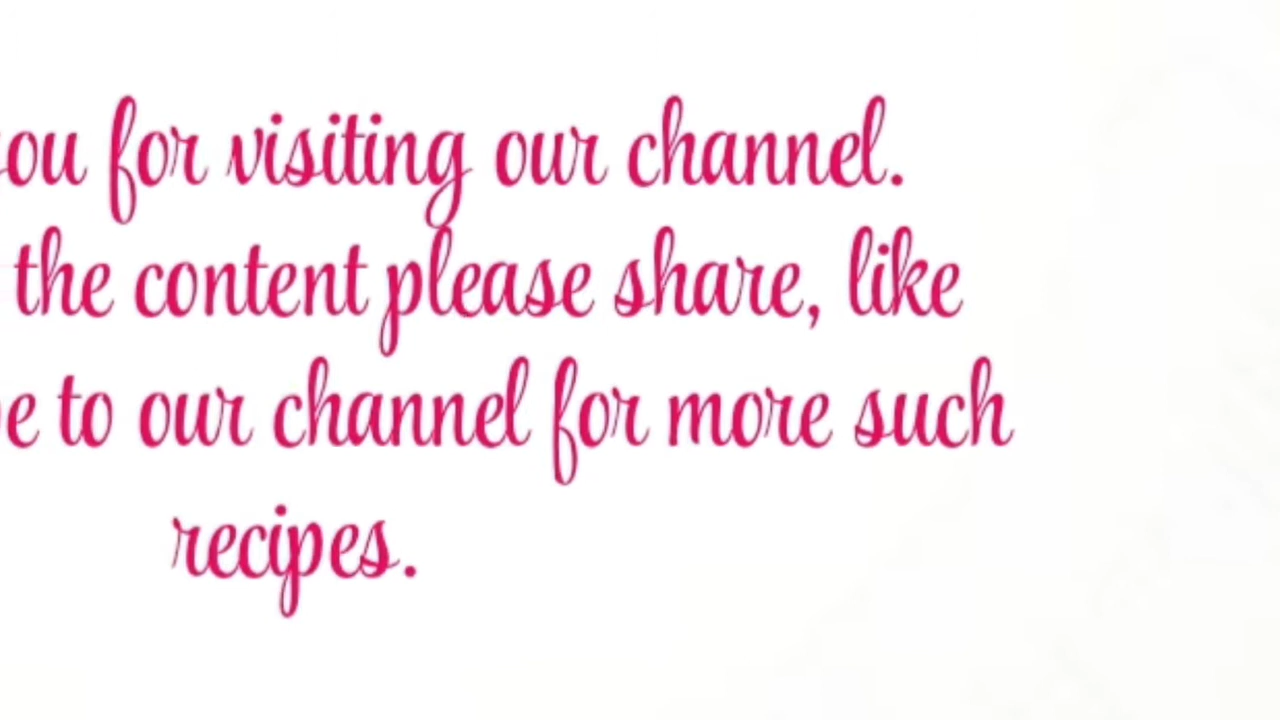 ou for visiting our channel.
the content please share, like
e to our channel for more such
recipes.